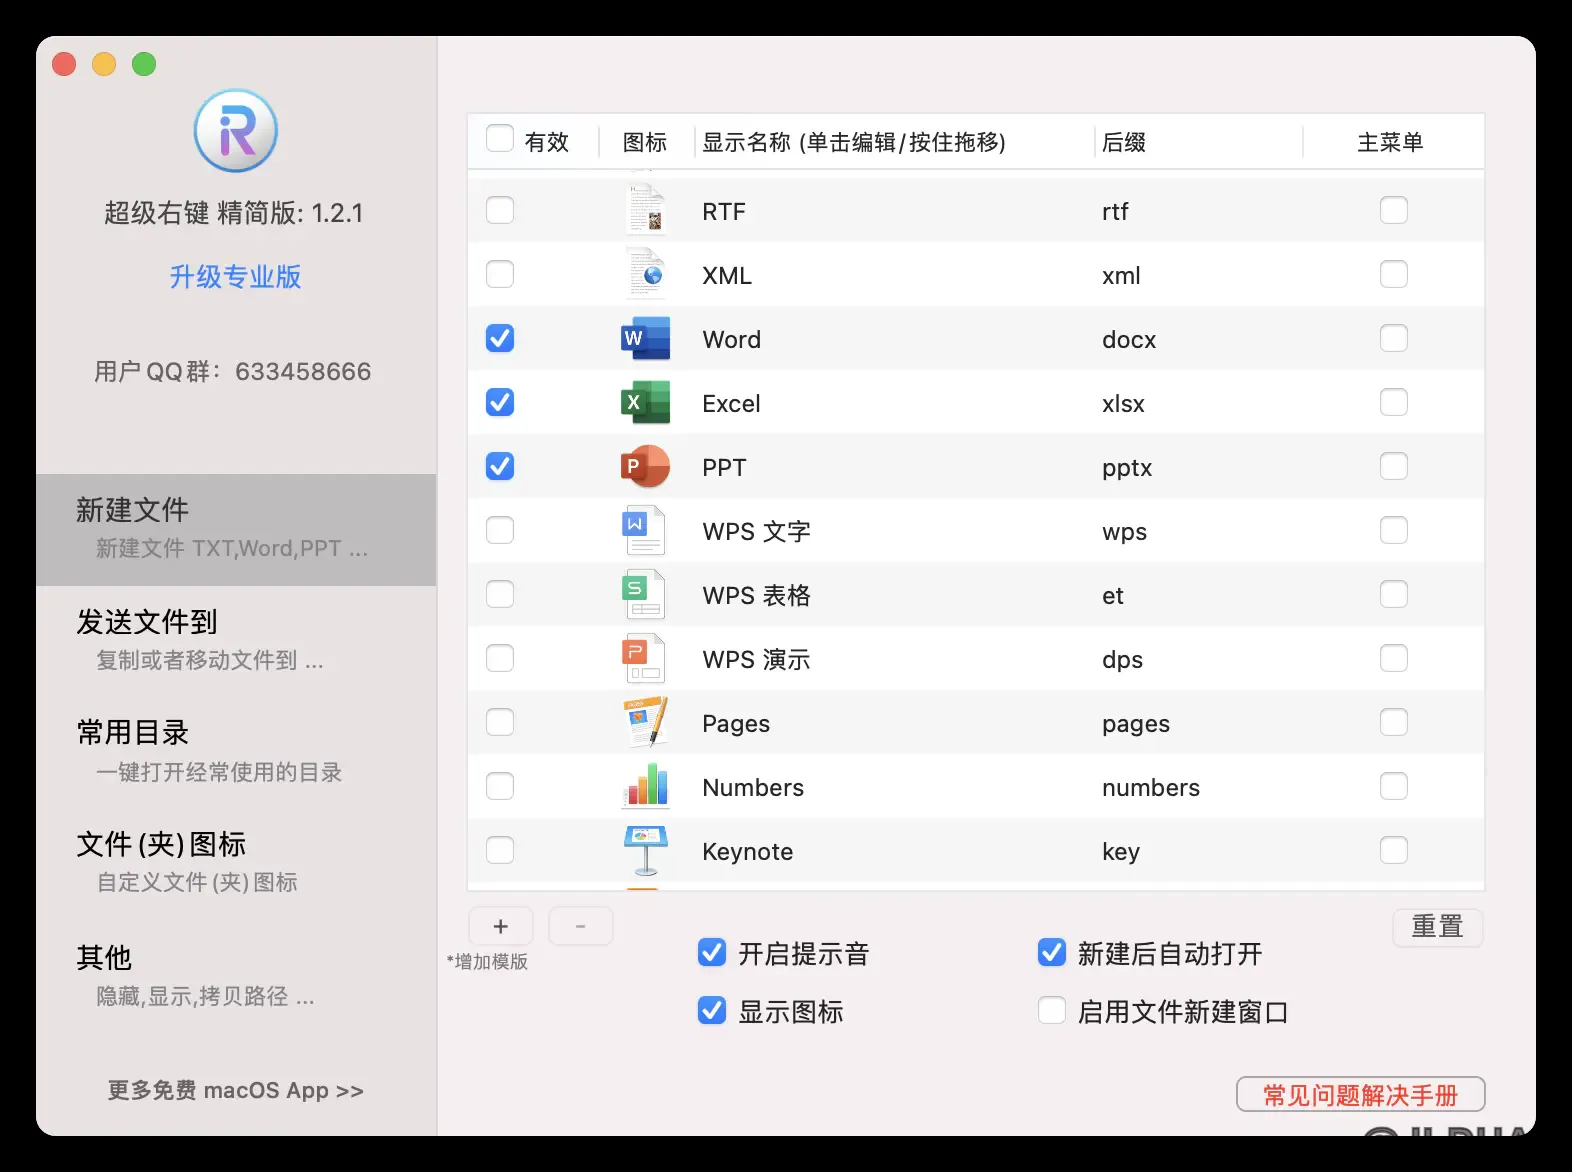 超级右键 精简版: 1.2.1
升级专业版
用户QQ群：633458666
新建文件
新建文件 TXT,Word,PPT ...
发送文件到
复制或者移动文件到 ...
常用目录
一键打开经常使用的目录
文件(夹)图标
自定义文件(夹)图标
其他
隐藏,显示,拷贝路径 ...
更多免费 macOS App >>
有效 图标 显示名称 (单击编辑/按住拖移) 后缀 主菜单
RTF rtf
XML xml
W Word docx
X Excel xlsx
P PPT pptx
W WPS 文字 wps
S WPS 表格 et
P WPS 演示 dps
Pages pages
Numbers numbers
Keynote key
+ -
重置
*增加模版
开启提示音 新建后自动打开
显示图标 启用文件新建窗口
常见问题解决手册